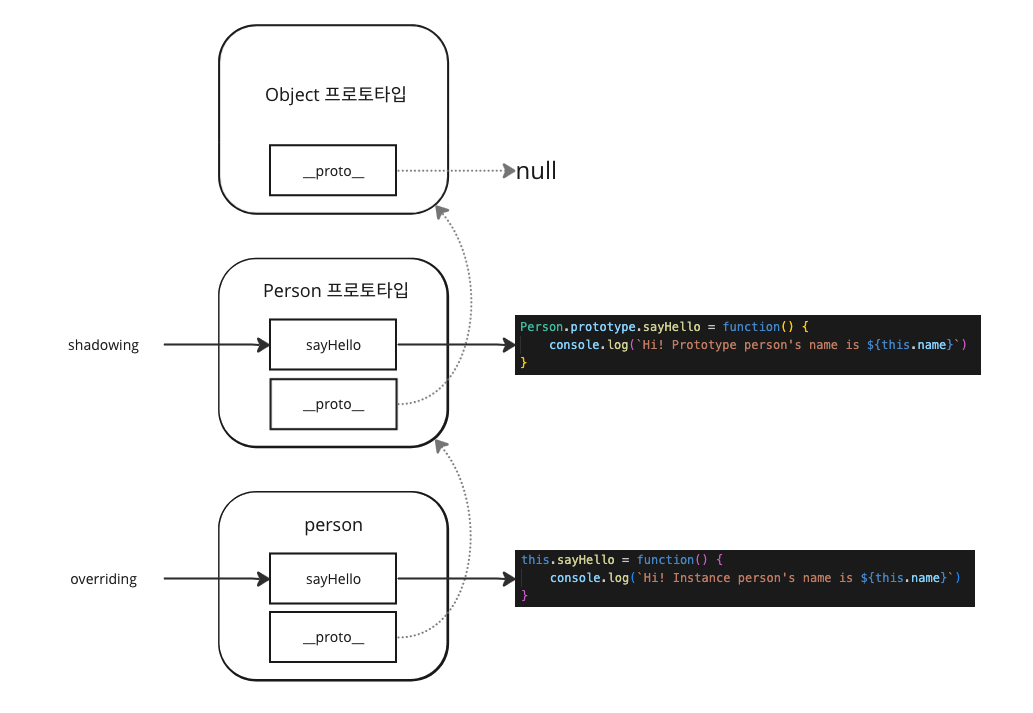 Object 프로토타입
__proto__
null
Person 프로토타입
shadowing
sayHello
Person.prototype.sayHello = function() {
    console.log(`Hi! Prototype person's name is ${this.name}`)
}
__proto__
person
overriding
sayHello
this.sayHello = function() {
    console.log(`Hi! Instance person's name is ${this.name}`)
}
__proto__